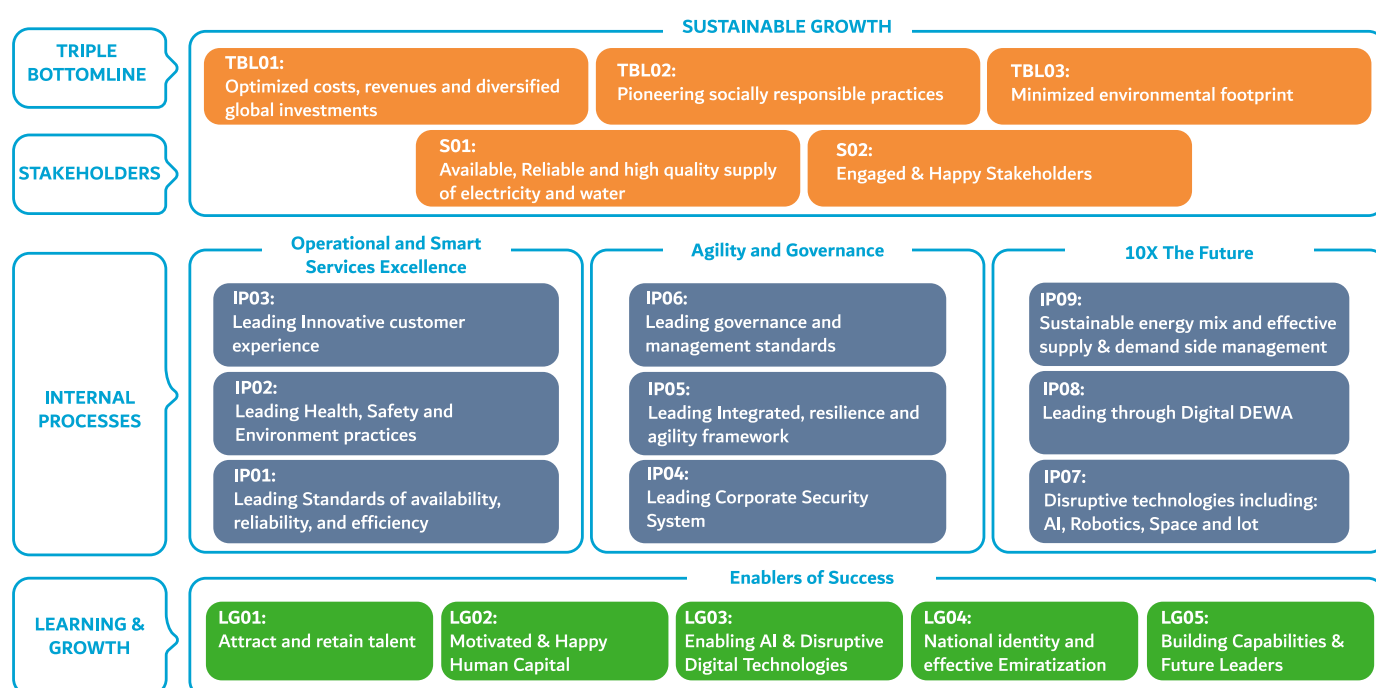 SUSTAINABLE GROWTH
TRIPLE
BOTTOMLINE
TBL01:
Optimized costs, revenues and diversified
global investments
TBL02:
Pioneering socially responsible practices
TBL03:
Minimized environmental footprint
STAKEHOLDERS
S01:
Available, Reliable and high quality supply
of electricity and water
S02:
Engaged & Happy Stakeholders
INTERNAL
PROCESSES
Operational and Smart
Services Excellence
IP03:
Leading Innovative customer
experience
IP02:
Leading Health, Safety and
Environment practices
IP01:
Leading Standards of availability,
reliability, and efficiency
Agility and Governance
IP06:
Leading governance and
management standards
IP05:
Leading Integrated, resilience and
agility framework
IP04:
Leading Corporate Security
System
10X The Future
IP09:
Sustainable energy mix and effective
supply & demand side management
IP08:
Leading through Digital DEWA
IP07:
Disruptive technologies including:
AI, Robotics, Space and lot
LEARNING &
GROWTH
Enablers of Success
LG01:
Attract and retain talent
LG02:
Motivated & Happy
Human Capital
LG03:
Enabling AI & Disruptive
Digital Technologies
LG04:
National identity and
effective Emiratization
LG05:
Building Capabilities &
Future Leaders